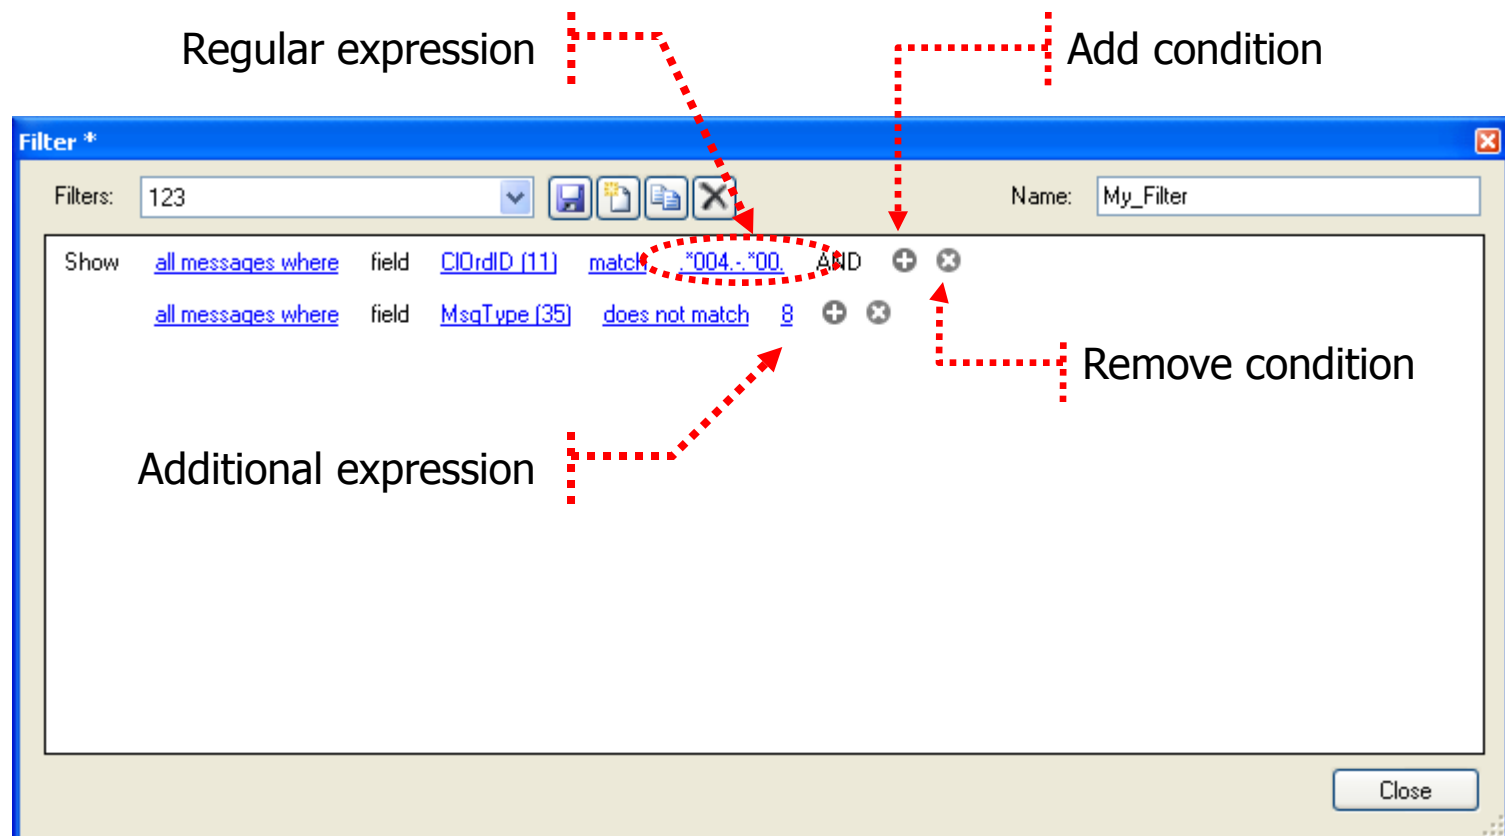 Regular expression
Add condition
Filter *
Filters: 123 Name: My_Filter
Show all messages where field ClOrdID (11) match .*004.-.*00. AND
all messages where field MsgType (35) does not match 8
Remove condition
Additional expression
Close